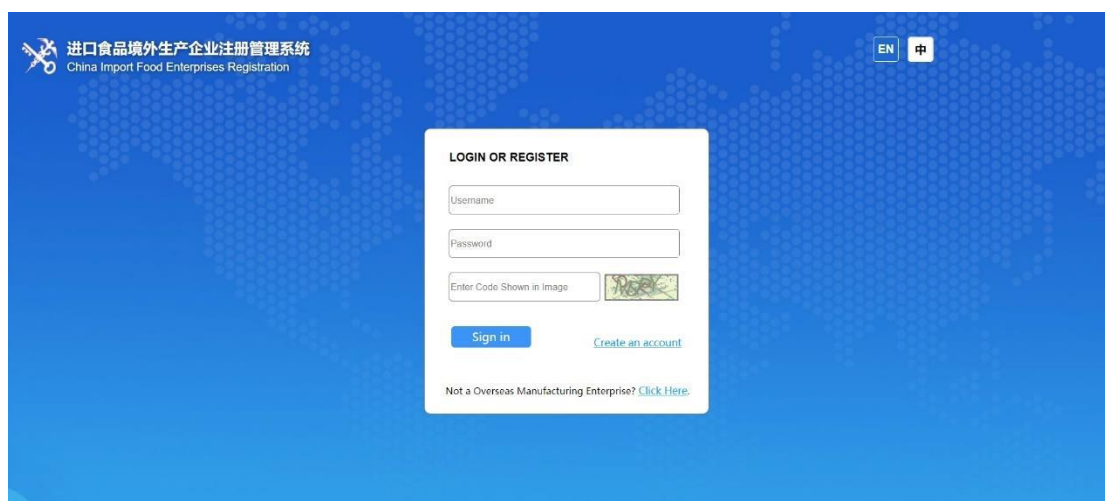 进口食品境外生产企业注册管理系统
China Import Food Enterprises Registration
EN 中
LOGIN OR REGISTER
Username
Password
Enter Code Shown in Image
Sign in
Create an account
Not a Overseas Manufacturing Enterprise? Click Here.